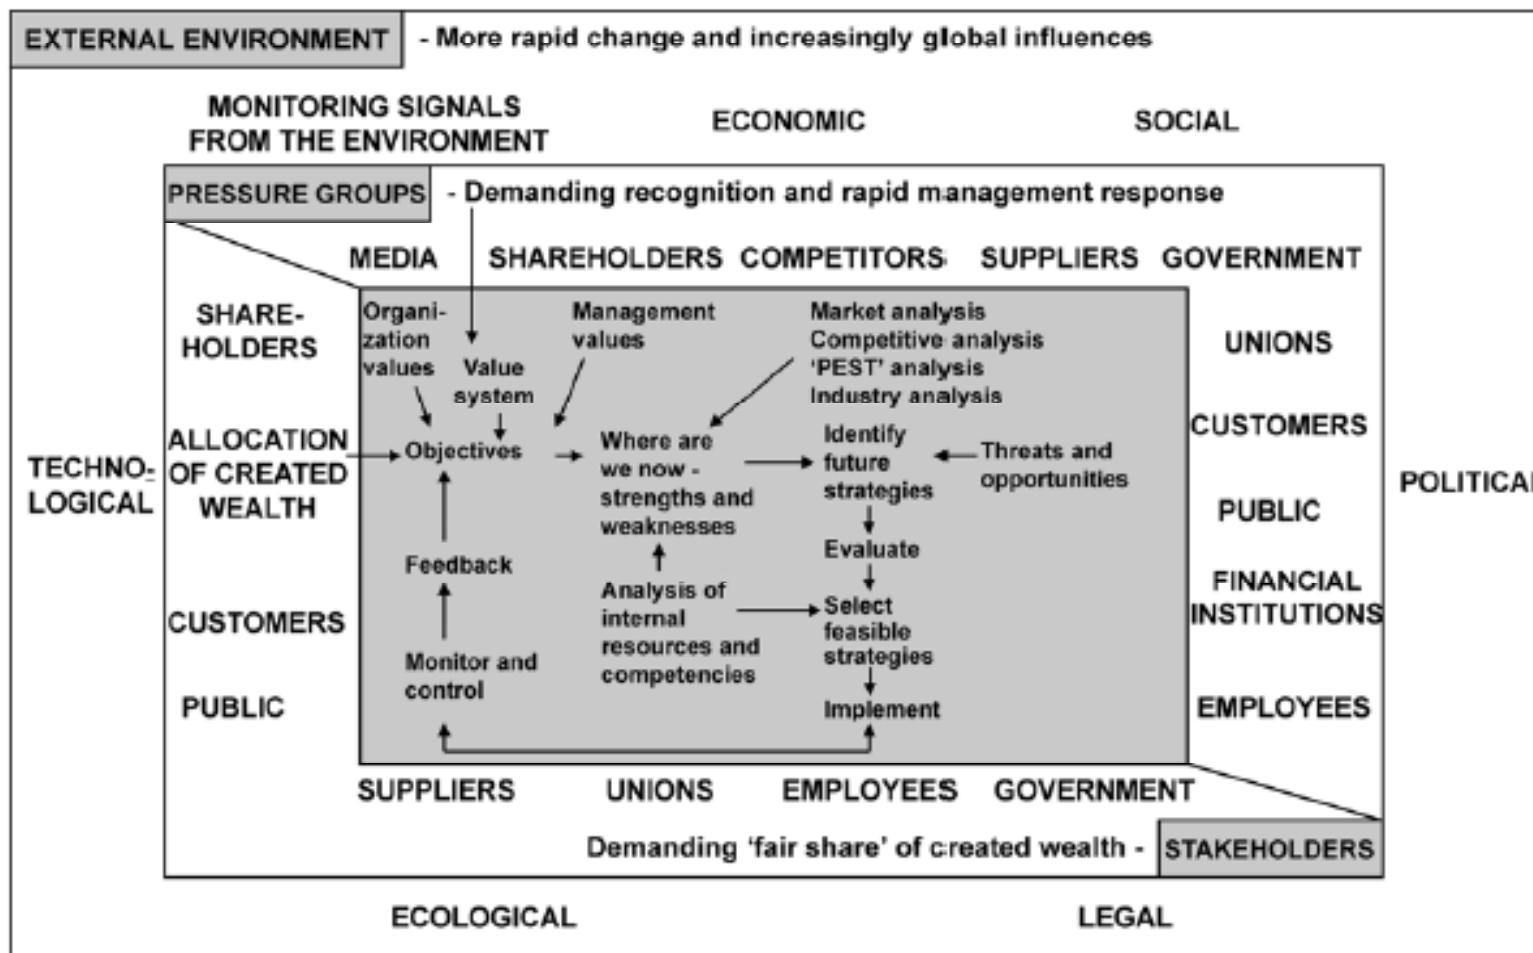 EXTERNAL ENVIRONMENT - More rapid change and increasingly global influences
MONITORING SIGNALS
FROM THE ENVIRONMENT
ECONOMIC
SOCIAL
PRESSURE GROUPS - Demanding recognition and rapid management response
MEDIA SHAREHOLDERS COMPETITORS SUPPLIERS GOVERNMENT
SHARE-
HOLDERS
ALLOCATION
OF CREATED
WEALTH
CUSTOMERS
PUBLIC
TECHNO-
LOGICAL
Organi-
zation
values
Value
system
Management
values
Market analysis
Competitive analysis
'PEST' analysis
Industry analysis
Objectives
Where are
we now -
strengths and
weaknesses
Identify
future
strategies
Threats and
opportunities
Feedback
Evaluate
Analysis of
internal
resources and
competencies
Select
feasible
strategies
Monitor and
control
Implement
UNIONS
CUSTOMERS
PUBLIC
FINANCIAL
INSTITUTIONS
EMPLOYEES
POLITICAL
SUPPLIERS UNIONS EMPLOYEES GOVERNMENT
Demanding 'fair share' of created wealth - STAKEHOLDERS
ECOLOGICAL
LEGAL